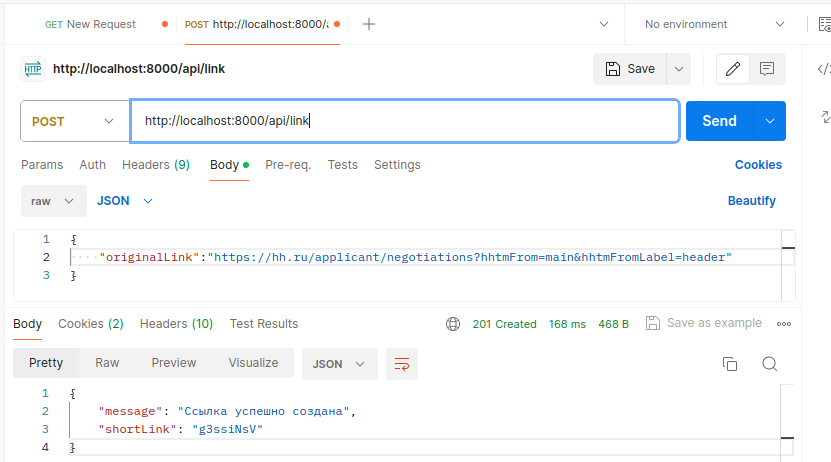 GET New Request POST http://localhost:8000/a No environment
HTTP http://localhost:8000/api/link Save
POST http://localhost:8000/api/link Send
Params Auth Headers (9) Body Pre-req. Tests Settings Cookies
raw JSON Beautify
1 {
2 "originalLink":"https://hh.ru/applicant/negotiations?hhtmFrom=main&hhtmFromLabel=header"
3 }
Body Cookies (2) Headers (10) Test Results 201 Created 168 ms 468 B Save as example
Pretty Raw Preview Visualize JSON
1 {
2 "message": "Ссылка успешно создана",
3 "shortLink": "g3ssiNsV"
4 }